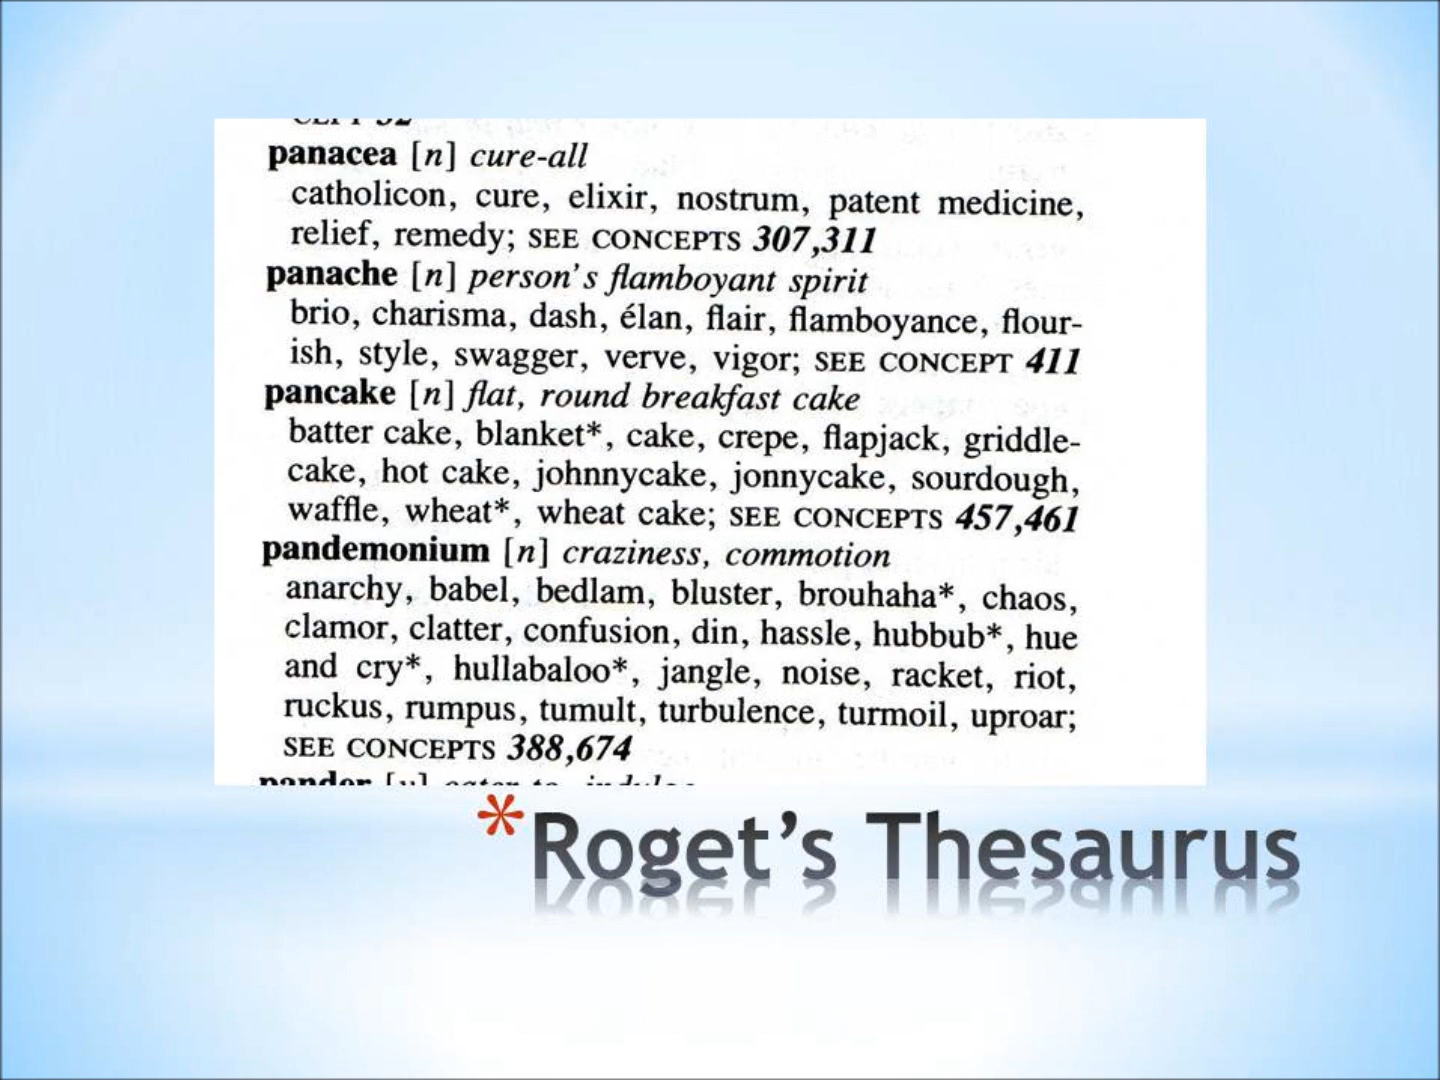 panacea [n] cure-all
catholicon, cure, elixir, nostrum, patent medicine,
relief, remedy; SEE CONCEPTS 307,311
panache [n] person's flamboyant spirit
brio, charisma, dash, élan, flair, flamboyance, flour-
ish, style, swagger, verve, vigor; SEE CONCEPT 411
pancake [n] flat, round breakfast cake
batter cake, blanket*, cake, crepe, flapjack, griddle-
cake, hot cake, johnnycake, jonnycake, sourdough,
waffle, wheat*, wheat cake; SEE CONCEPTS 457,461
pandemonium [n] craziness, commotion
anarchy, babel, bedlam, bluster, brouhaha*, chaos,
clamor, clatter, confusion, din, hassle, hubbub*, hue
and cry*, hullabaloo*, jangle, noise, racket, riot,
ruckus, rumpus, tumult, turbulence, turmoil, uproar;
SEE CONCEPTS 388,674
pander [v] cater to, indulge
*Roget's Thesaurus